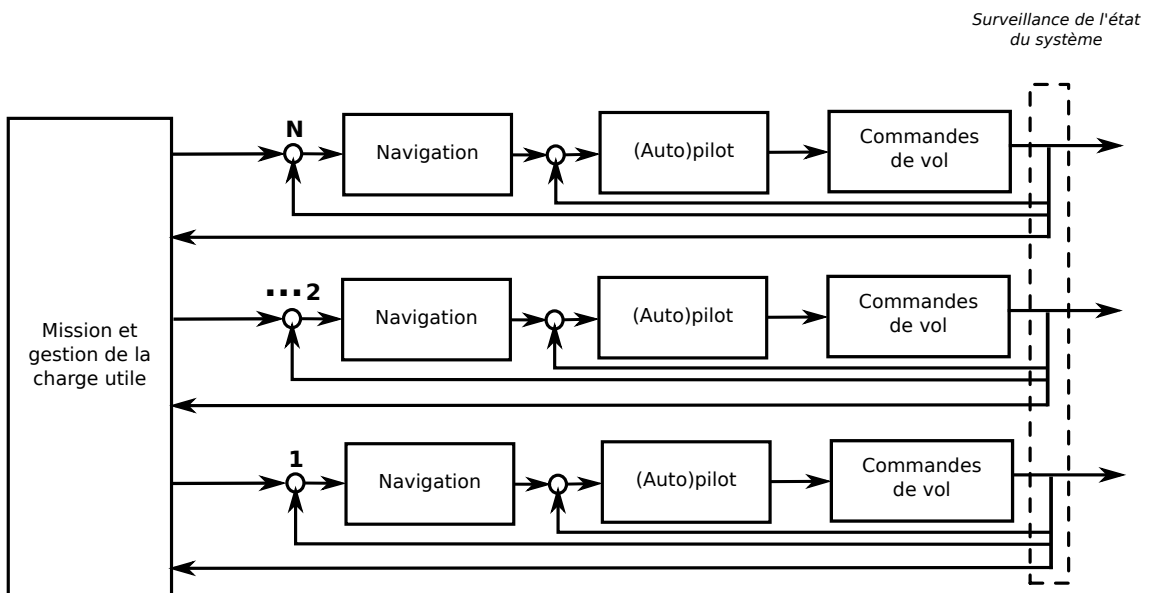 Surveillance de l'état
du système
N
Navigation
(Auto)pilot
Commandes
de vol
...2
Navigation
(Auto)pilot
Commandes
de vol
Mission et
gestion de la
charge utile
1
Navigation
(Auto)pilot
Commandes
de vol